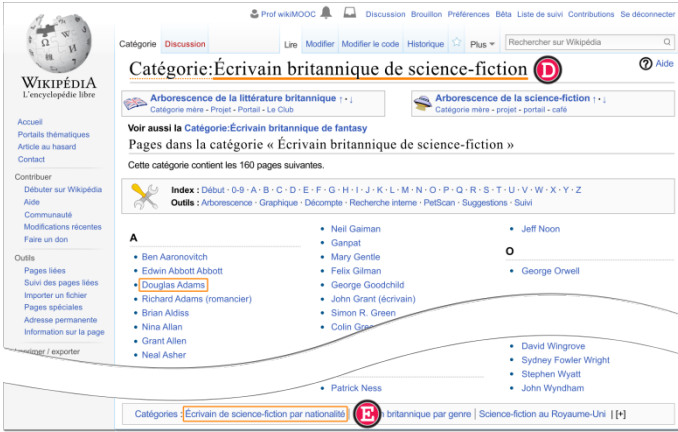 Prof wikiMOOC Discussion Brouillon Préférences Bêta Liste de suivi Contributions Se déconnecter
Catégorie Discussion Lire Modifier Modifier le code Historique Plus Rechercher sur Wikipédia
WIKIPÉDIA
L'encyclopédie libre
Catégorie:Écrivain britannique de science-fiction D Aide
Arborescence de la littérature britannique ↑ • ↓
Catégorie mère - Projet - Portail - Le Club
Arborescence de la science-fiction ↑ • ↓
Catégorie mère - projet - portail - café
Voir aussi la Catégorie:Écrivain britannique de fantasy
Pages dans la catégorie « Écrivain britannique de science-fiction »
Cette catégorie contient les 160 pages suivantes.
Index : Début · 0-9 · A · B · C · D · E · F · G · H · I · J · K · L · M · N · O · P · Q · R · S · T · U · V · W · X · Y · Z
Outils : Arborescence · Graphique · Décompte · Recherche interne · PetScan · Suggestions · Suivi
Accueil
Portails thématiques
Article au hasard
Contact
Contribuer
Débuter sur Wikipédia
Aide
Communauté
Modifications récentes
Faire un don
Outils
Pages liées
Suivi des pages liées
Importer un fichier
Pages spéciales
Adresse permanente
Information sur la page
/ exporter
A
• Ben Aaronovitch
• Edwin Abbott Abbott
• Douglas Adams
• Richard Adams (romancier)
• Brian Aldiss
• Nina Allan
• Grant Allen
• Neal Asher
• Neil Gaiman
• Ganpat
• Mary Gentle
• Felix Gilman
• George Goodchild
• John Grant (écrivain)
• Simon R. Green
• Colin
• Patrick Ness
• Jeff Noon
O
• George Orwell
• David Wingrove
• Sydney Fowler Wright
• Stephen Wyatt
• John Wyndham
Catégories : Écrivain de science-fiction par nationalité E britannique par genre | Science-fiction au Royaume-Uni | [+]